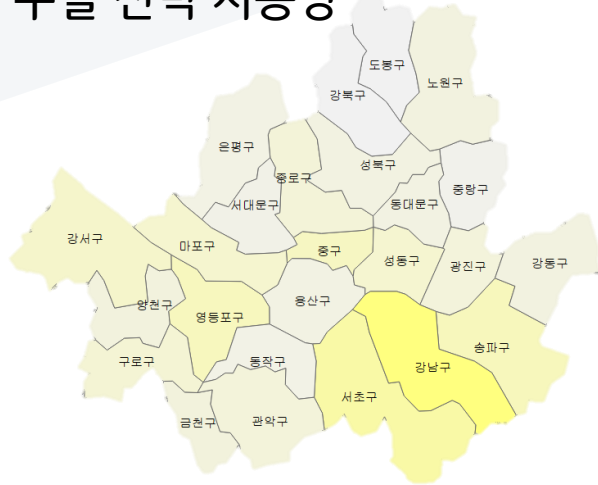 도봉구
노원구
강북구
은평구
성북구
종로구
중랑구
서대문구
동대문구
강서구
마포구
중구
성동구
광진구
강동구
양천구
용산구
영등포구
구로구
동작구
송파구
강남구
서초구
금천구
관악구